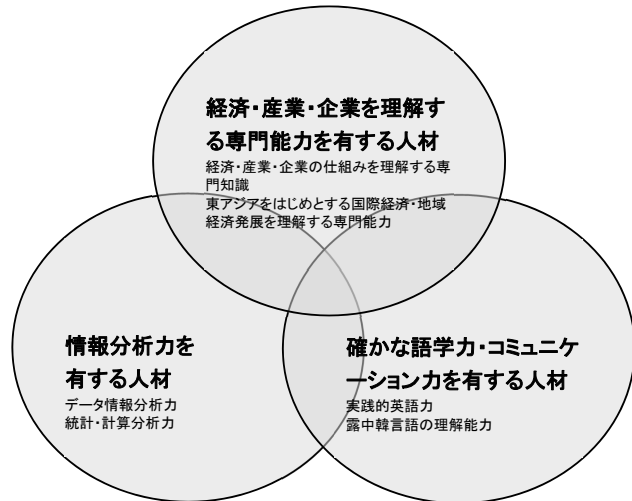 経済・産業・企業を理解す
る専門能力を有する人材
経済・産業・企業の仕組みを理解する専
門知識
東アジアをはじめとする国際経済・地域
経済発展を理解する専門能力
情報分析力を
有する人材
データ情報分析力
統計・計算分析力
確かな語学力・コミュニケ
ーション力を有する人材
実践的英語力
露中韓言語の理解能力